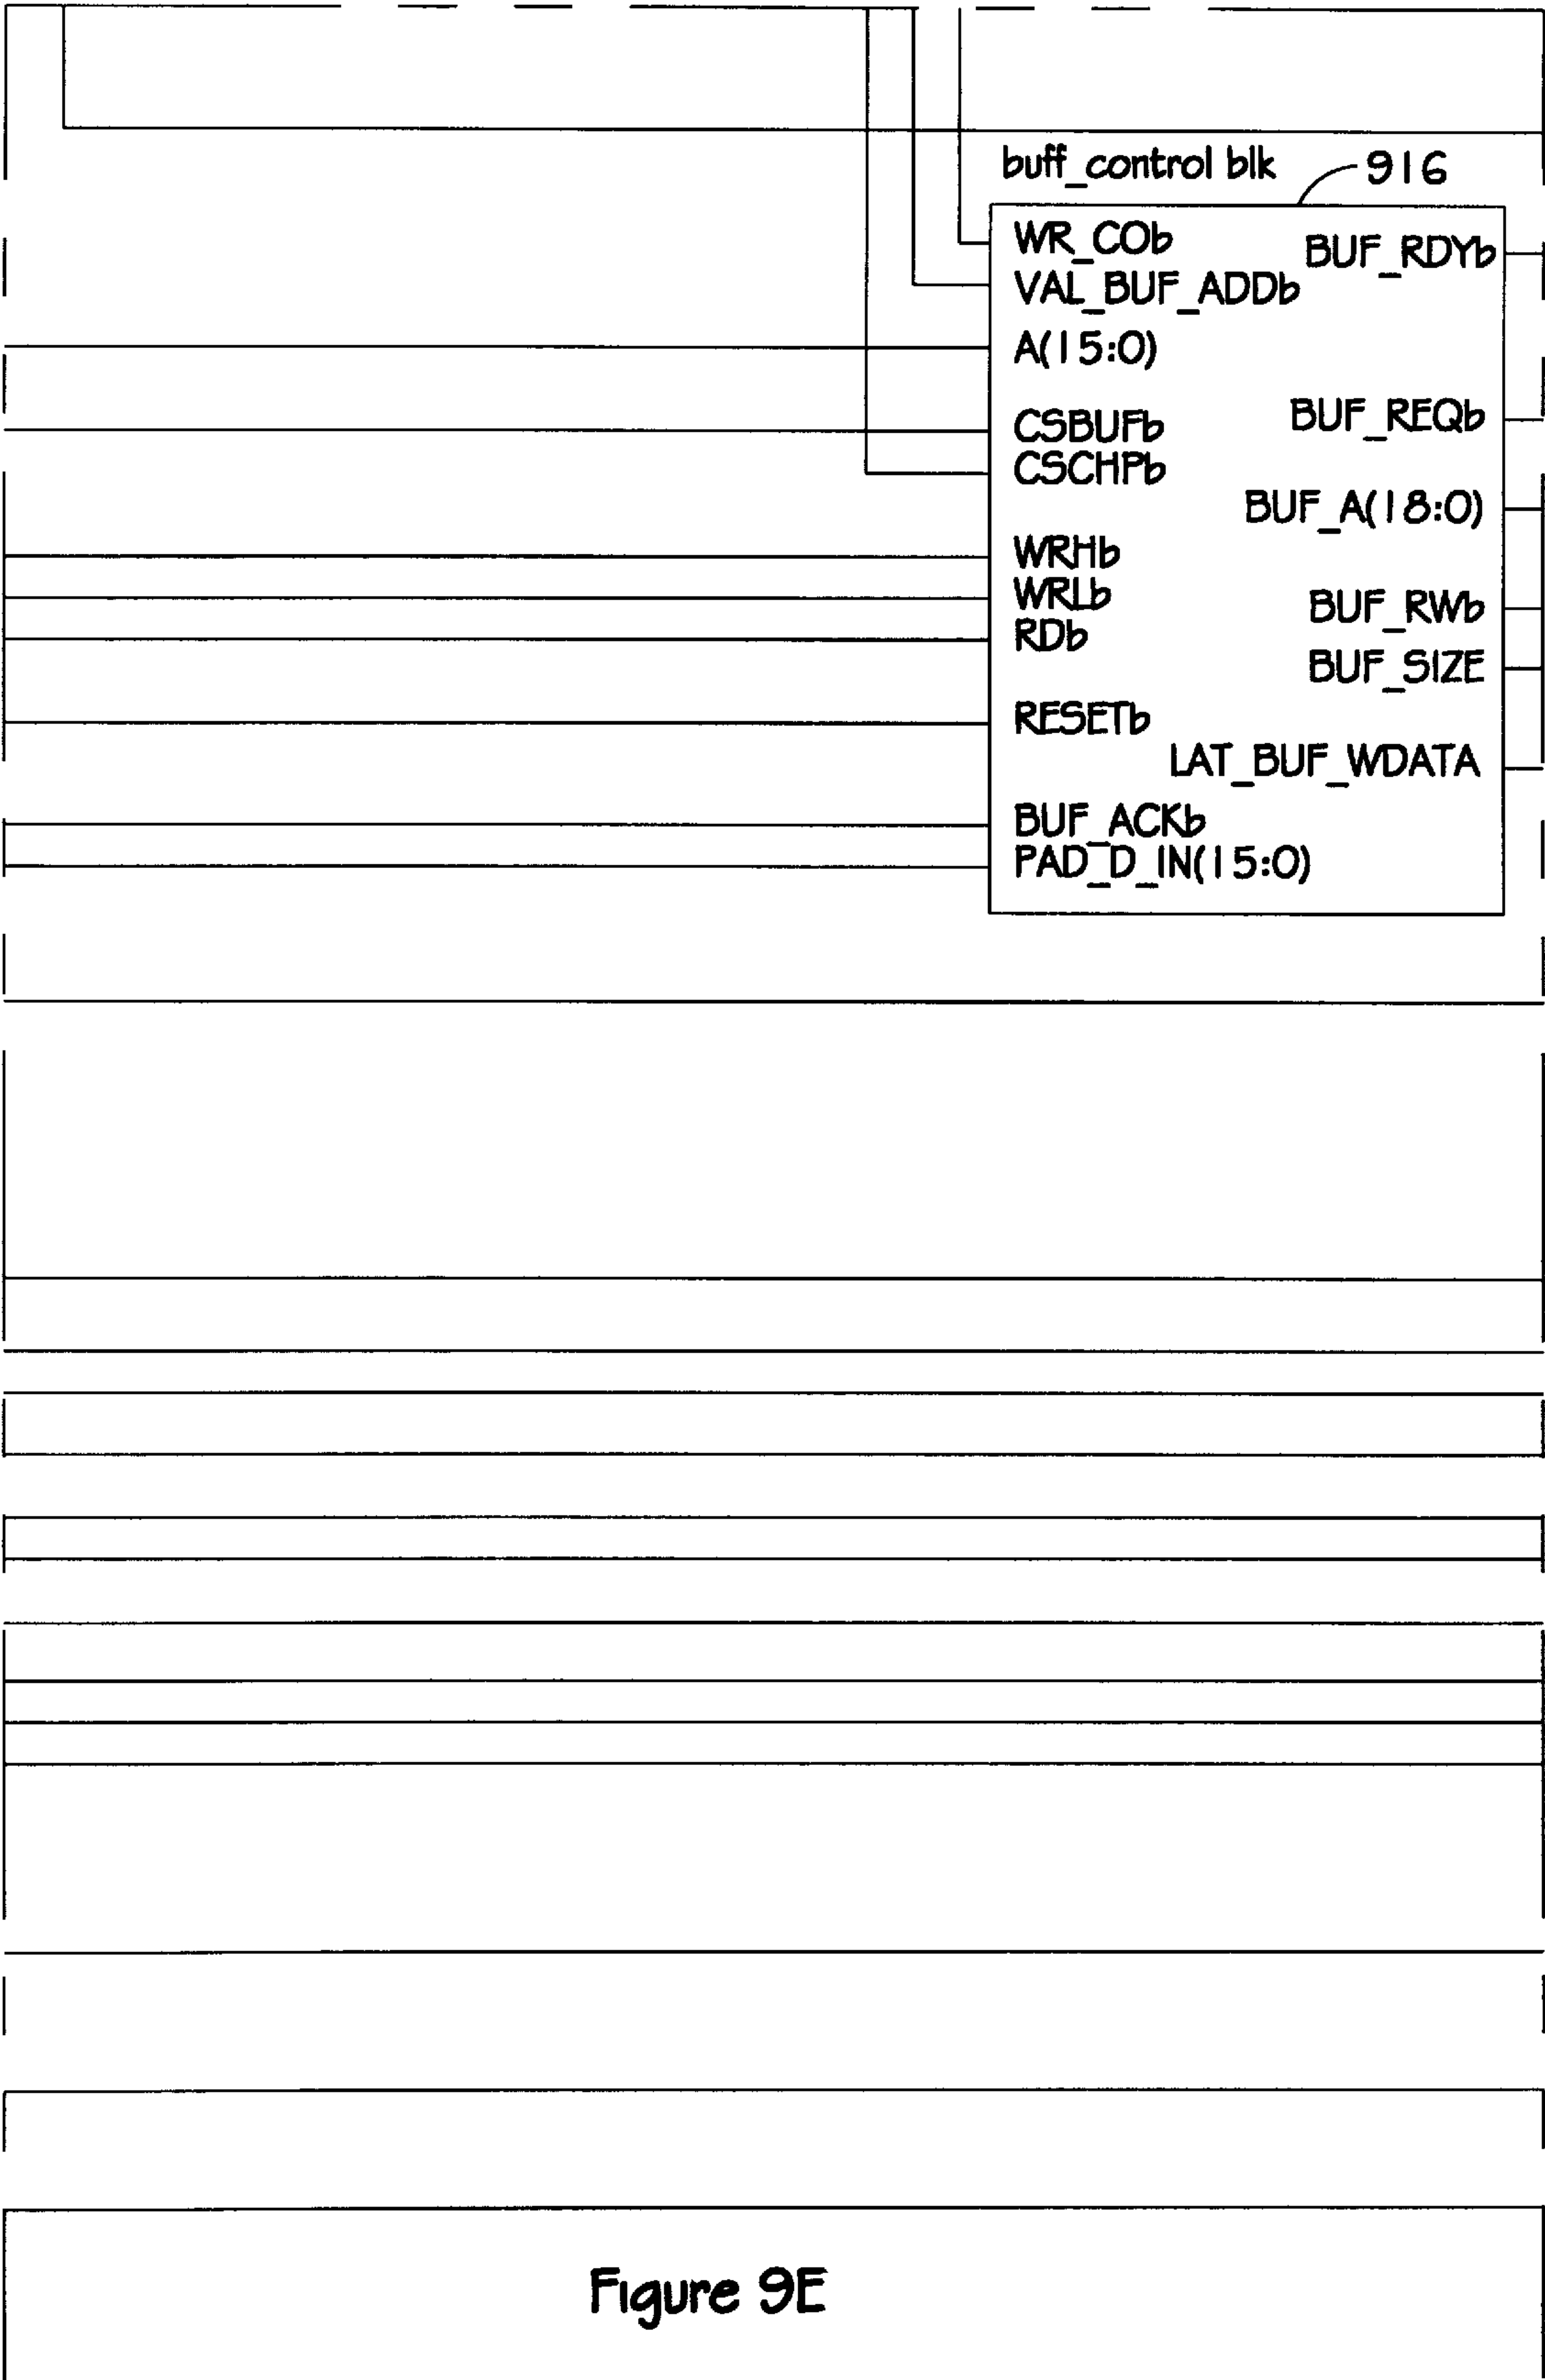 buff_control blk
916
WR_COb
BUF_RDYb
VAL_BUF_ADDb
A(15:0)
CSBUFb
BUF_REQb
CSCHPb
BUF_A(18:0)
WRHb
WRLb
BUF_RWb
RDb
BUF_SIZE
RESETb
LAT_BUF_WDATA
BUF_ACKb
PAD_D_IN(15:0)
Figure 9E